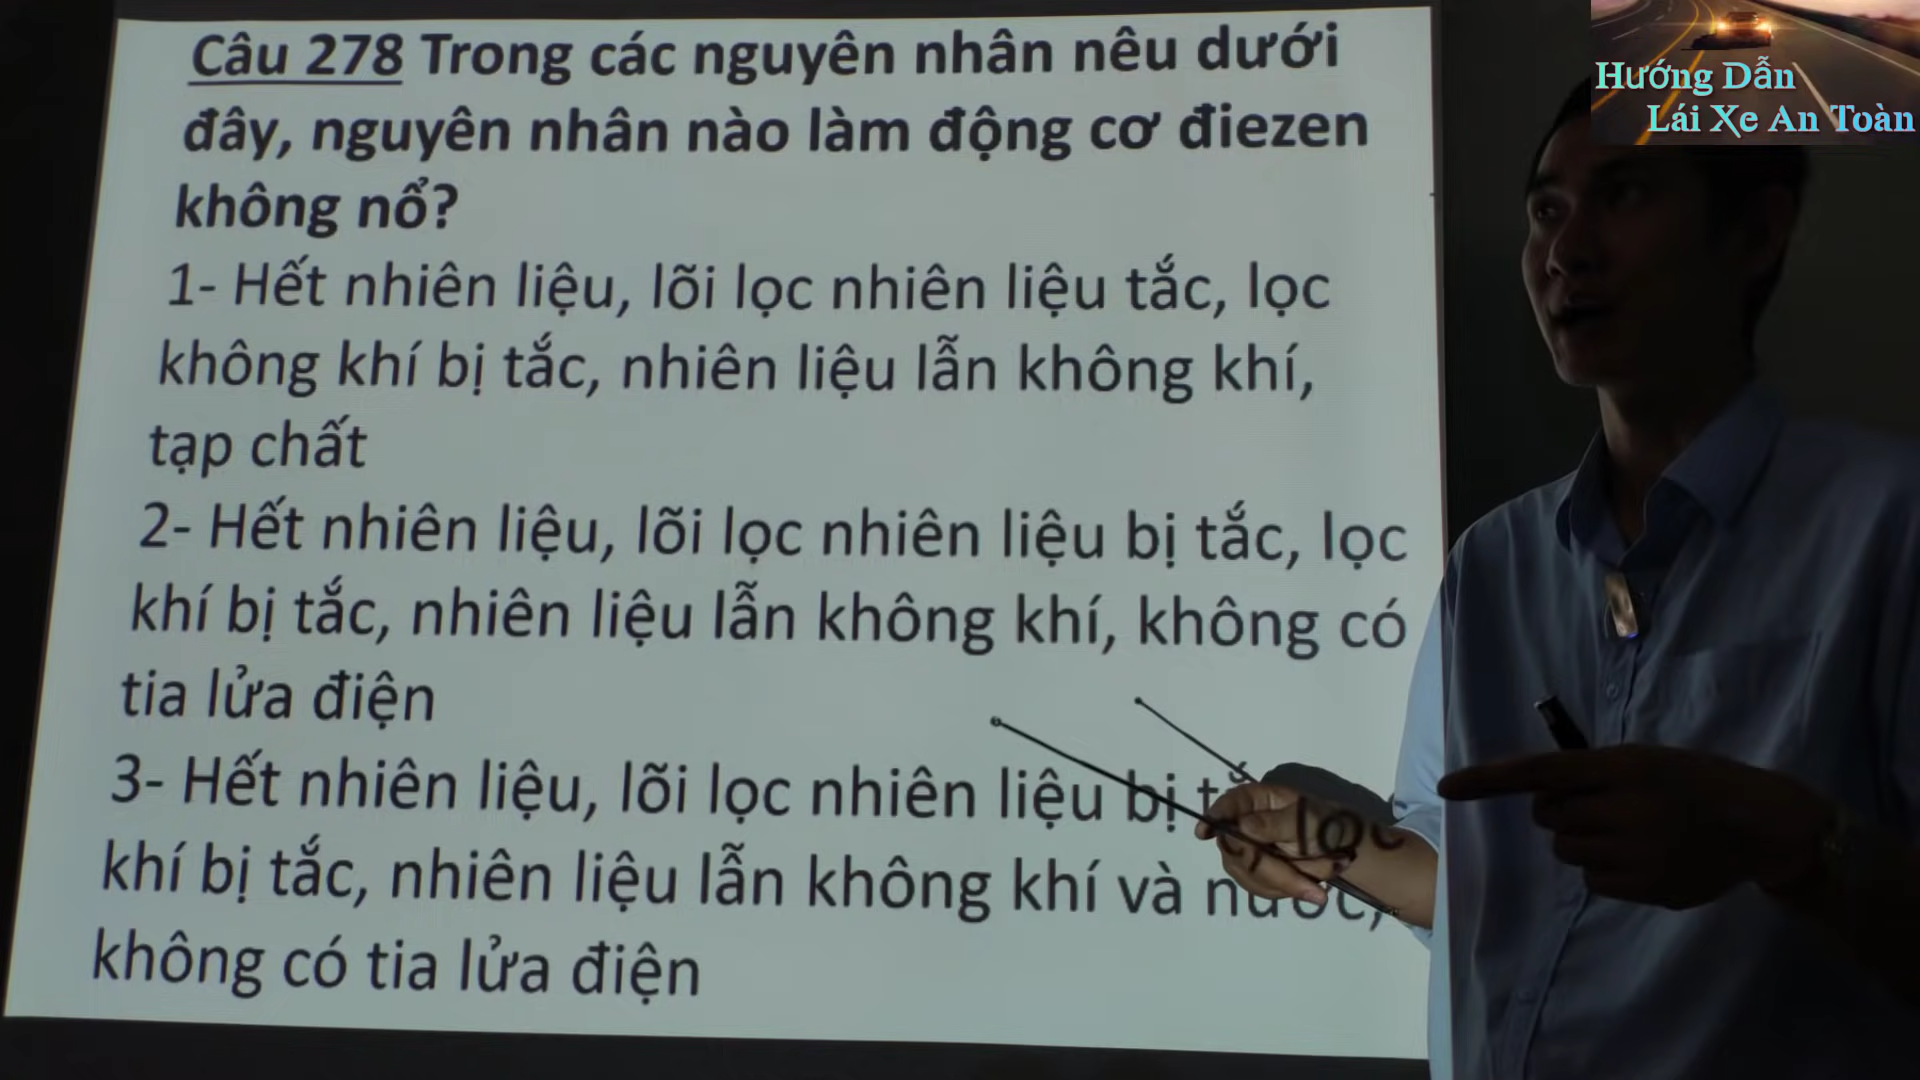 Câu 278 Trong các nguyên nhân nêu dưới
đây, nguyên nhân nào làm động cơ điezen
không nổ?
1- Hết nhiên liệu, lõi lọc nhiên liệu tắc, lọc
không khí bị tắc, nhiên liệu lẫn không khí,
tạp chất
2- Hết nhiên liệu, lõi lọc nhiên liệu bị tắc, lọc
khí bị tắc, nhiên liệu lẫn không khí, không có
tia lửa điện
3- Hết nhiên liệu, lõi lọc nhiên liệu bị tắc, lọc
khí bị tắc, nhiên liệu lẫn không khí và nước,
không có tia lửa điện
Hướng Dẫn
Lái Xe An Toàn